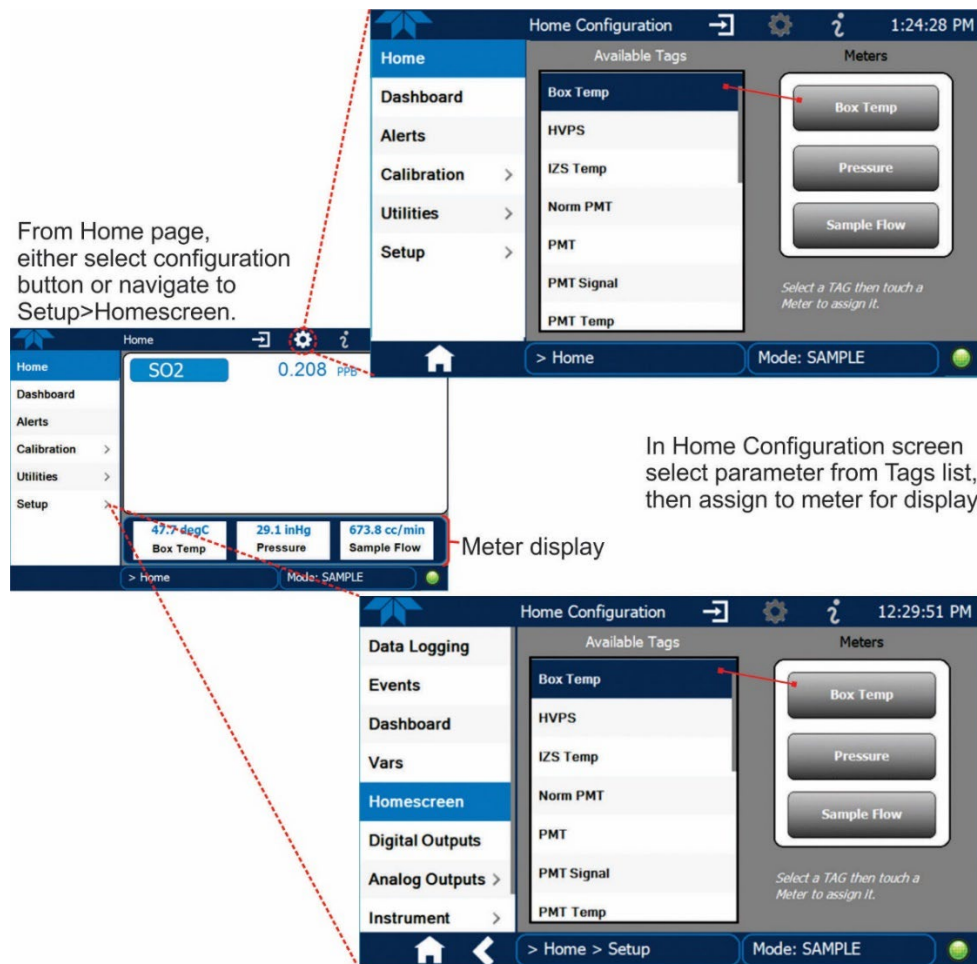 Home Configuration
1:24:28 PM
Home
Dashboard
Alerts
Calibration >
Utilities >
Setup >
Available Tags
Box Temp
HVPS
IZS Temp
Norm PMT
PMT
PMT Signal
PMT Temp
Meters
Box Temp
Pressure
Sample Flow
Select a TAG then touch a
Meter to assign it.
> Home
Mode: SAMPLE
From Home page,
either select configuration
button or navigate to
Setup>Homescreen.
Home
Home
Dashboard
Alerts
Calibration >
Utilities >
Setup >
SO2 0.208 PPB
47.7 degC
Box Temp
29.1 inHg
Pressure
673.8 cc/min
Sample Flow
> Home
Mode: SAMPLE
Meter display
In Home Configuration screen
select parameter from Tags list,
then assign to meter for display
Home Configuration
12:29:51 PM
Data Logging
Events
Dashboard
Vars
Homescreen
Digital Outputs
Analog Outputs >
Instrument >
Available Tags
Box Temp
HVPS
IZS Temp
Norm PMT
PMT
PMT Signal
PMT Temp
Meters
Box Temp
Pressure
Sample Flow
Select a TAG then touch a
Meter to assign it.
> Home > Setup
Mode: SAMPLE